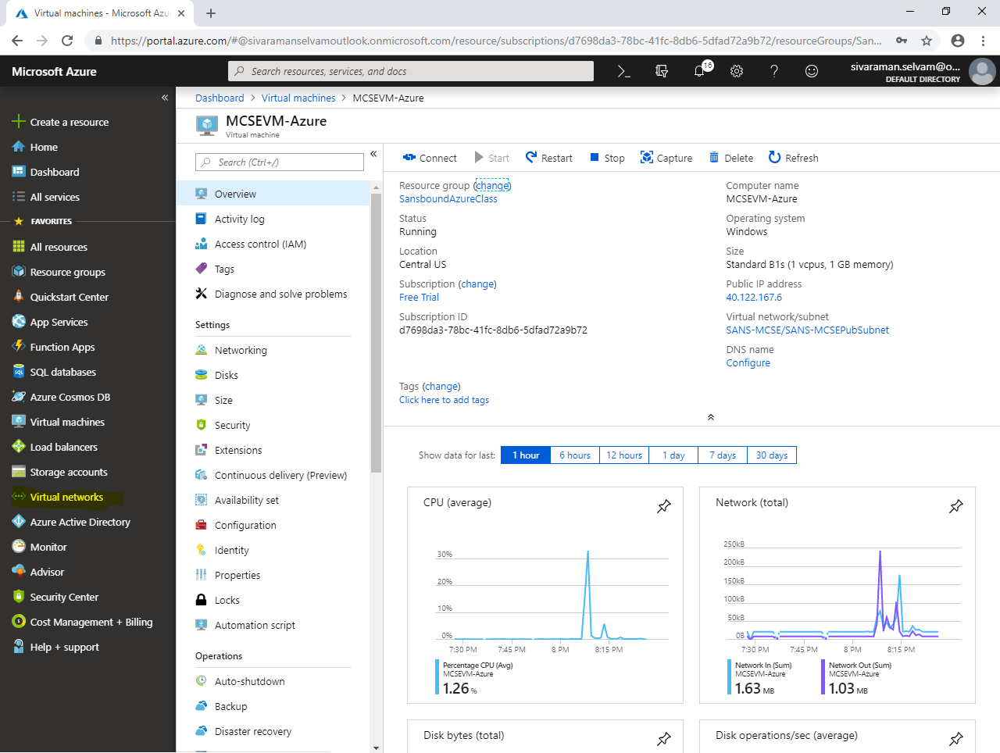 Virtual machines - Microsoft Azu
https://portal.azure.com/#@sivaramanselvamoutlook.onmicrosoft.com/resource/subscriptions/d7698da3-78bc-41fc-8db6-5dfad72a9b72/resourceGroups/San...
Microsoft Azure
Search resources, services, and docs
16
sivaraman.selvam@o...
DEFAULT DIRECTORY
Create a resource
Home
Dashboard
All services
FAVORITES
All resources
Resource groups
Quickstart Center
App Services
Function Apps
SQL databases
Azure Cosmos DB
Virtual machines
Load balancers
Storage accounts
Virtual networks
Azure Active Directory
Monitor
Advisor
Security Center
Cost Management + Billing
Help + support
Dashboard > Virtual machines > MCSEVM-Azure
MCSEVM-Azure
Virtual machine
Search (Ctrl+/)
Overview
Activity log
Access control (IAM)
Tags
Diagnose and solve problems
Settings
Networking
Disks
Size
Security
Extensions
Continuous delivery (Preview)
Availability set
Configuration
Identity
Properties
Locks
Automation script
Operations
Auto-shutdown
Backup
Disaster recovery
Connect Start Restart Stop Capture Delete Refresh
Resource group (change)
SansboundAzureClass
Status
Running
Location
Central US
Subscription (change)
Free Trial
Subscription ID
d7698da3-78bc-41fc-8db6-5dfad72a9b72
Computer name
MCSEVM-Azure
Operating system
Windows
Size
Standard B1s (1 vcpus, 1 GB memory)
Public IP address
40.122.167.6
Virtual network/subnet
SANS-MCSE/SANS-MCSEPubSubnet
DNS name
Configure
Tags (change)
Click here to add tags
Show data for last: 1 hour 6 hours 12 hours 1 day 7 days 30 days
CPU (average)
30%
20%
10%
0%
7:30 PM 7:45 PM 8 PM 8:15 PM
Percentage CPU (Avg)
MCSEVM-Azure
1.26 %
Network (total)
250kB
200kB
150kB
100kB
50kB
0B
7:30 PM 7:45 PM 8 PM 8:15 PM
Network In (Sum)
MCSEVM-Azure
1.63 MB
Network Out (Sum)
MCSEVM-Azure
1.03 MB
Disk bytes (total)
Disk operations/sec (average)